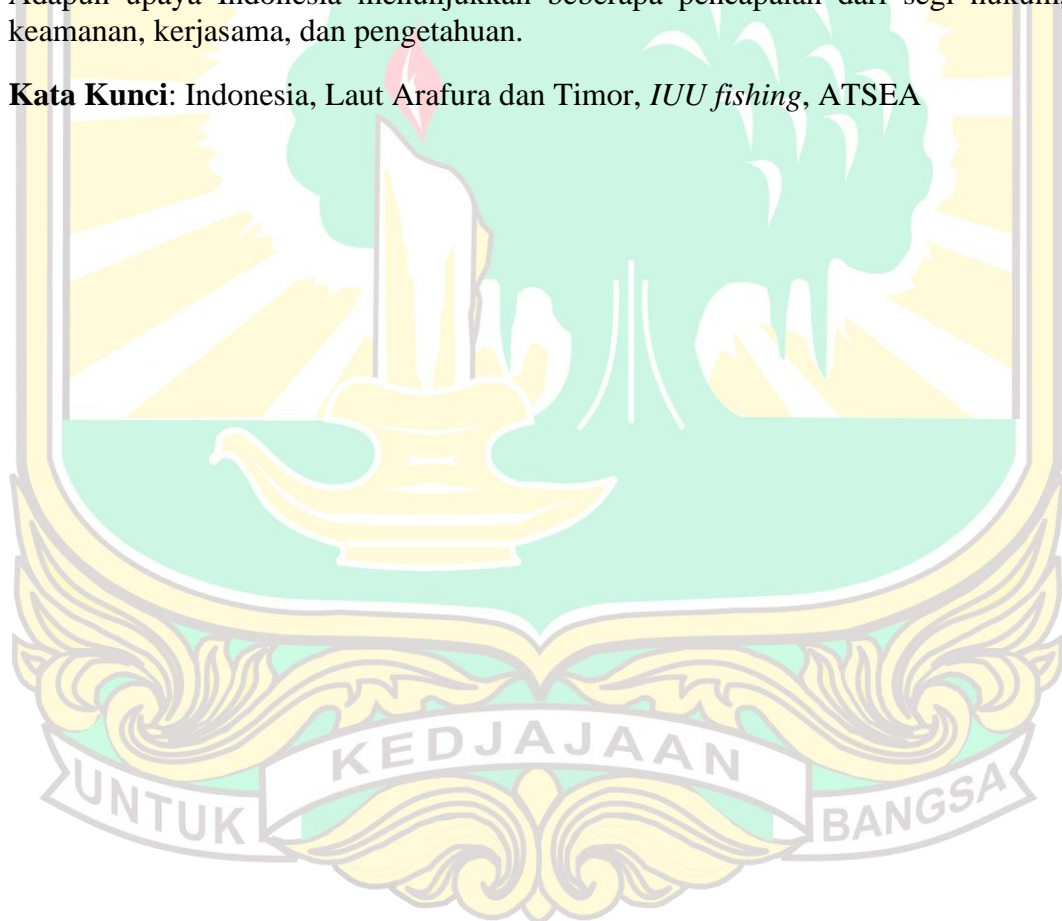 Adapun upaya Indonesia menunjukkan beberapa pencapaian dari segi hukum,
keamanan, kerjasama, dan pengetahuan.
Kata Kunci: Indonesia, Laut Arafura dan Timor, IUU fishing, ATSEA
UNTUK KEDJAJAAN BANGSA